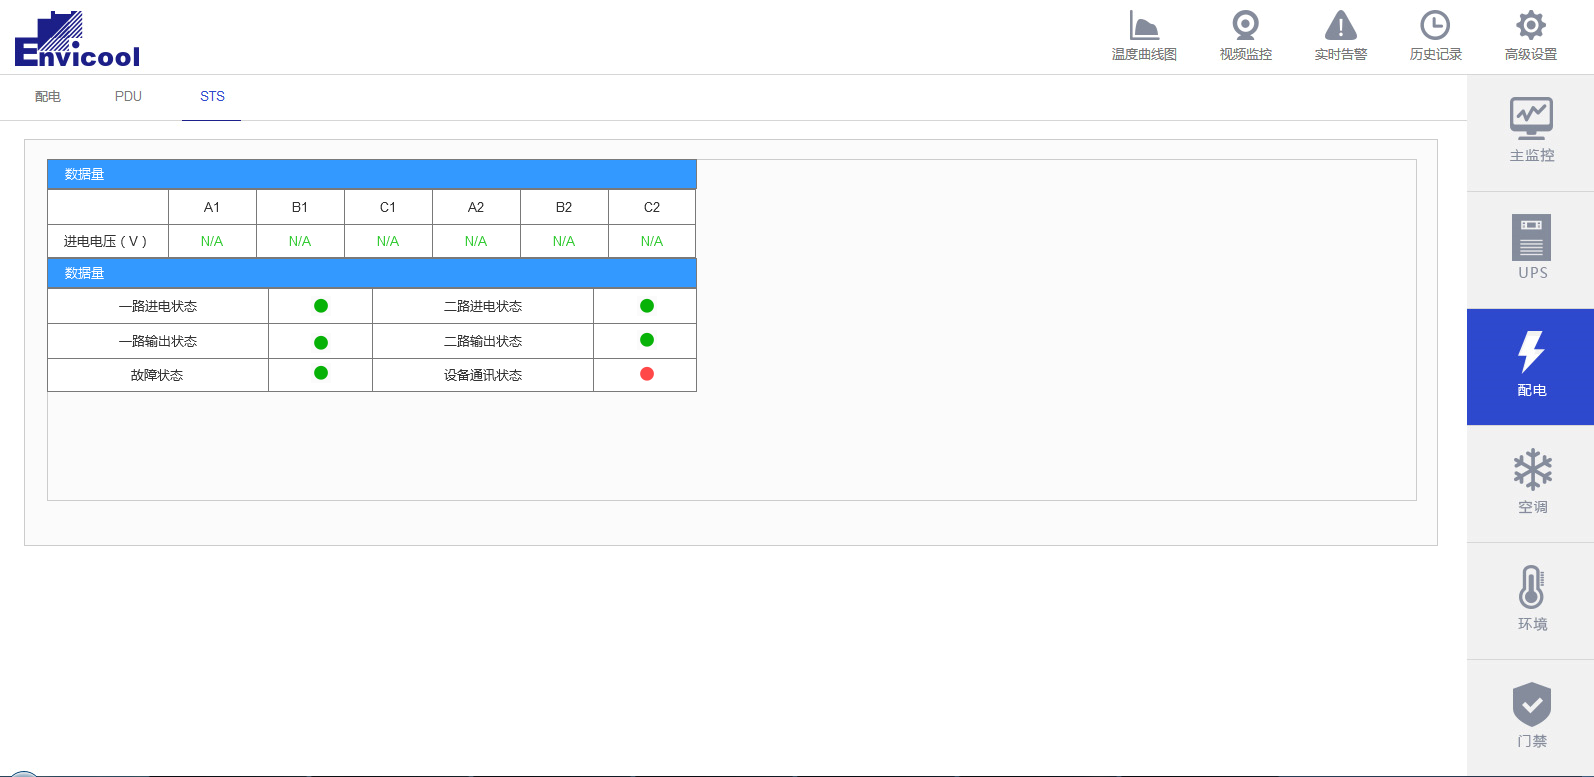 Envicool
温度曲线图 视频监控 实时告警 历史记录 高级设置
配电 PDU STS
数据量
A1 B1 C1 A2 B2 C2
进电电压（V） N/A N/A N/A N/A N/A N/A
数据量
一路进电状态 二路进电状态
一路输出状态 二路输出状态
故障状态 设备通讯状态
主监控
UPS
配电
空调
环境
门禁